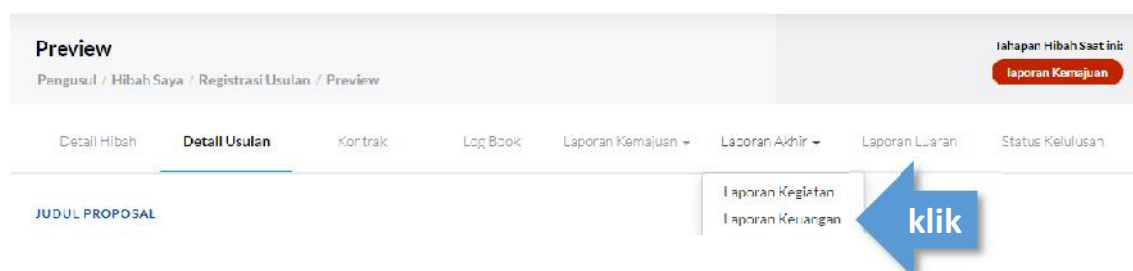 Preview
Tahapan Hibah Saat ini:
Pengusul / Hibah Saya / Registrasi Usulan / Preview
laporan Kemajuan
Detail Hibah Detail Usulan Kontrak Log Book Laporan Kemajuan Laporan Akhir Laporan Luaran Status Kelulusan
Laporan Kegiatan
JUDUL PROPOSAL
Laporan Keuangan
klik